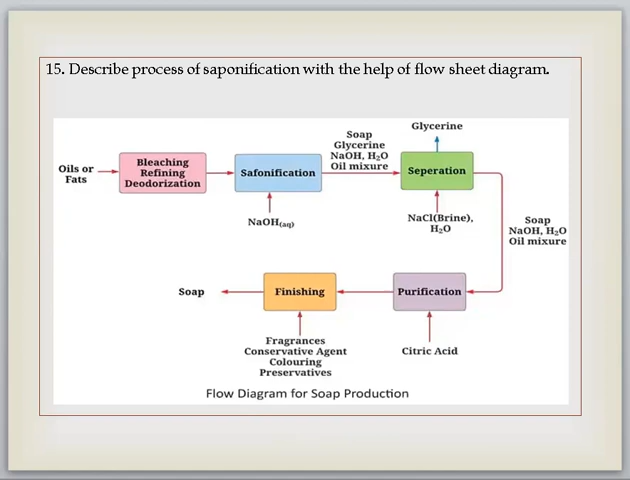 15. Describe process of saponification with the help of flow sheet diagram.
Glycerine
Soap
Glycerine
NaOH, H₂O
Oil mixture
Oils or
Fats
Bleaching
Refining
Deodorization
Safonification
Seperation
NaOH(aq)
NaCl(Brine),
H₂O
Soap
NaOH, H₂O
Oil mixture
Soap
Finishing
Purification
Fragrances
Conservative Agent
Colouring
Preservatives
Citric Acid
Flow Diagram for Soap Production